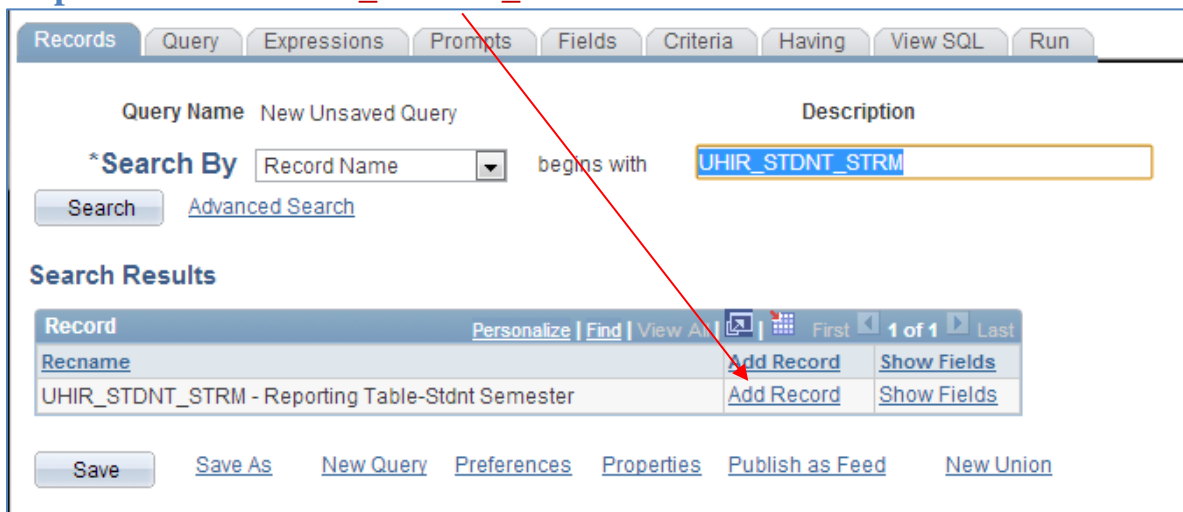 Records Query Expressions Prompts Fields Criteria Having View SQL Run
Query Name New Unsaved Query Description
*Search By Record Name begins with UHIR_STDNT_STRM
Search Advanced Search
Search Results
Record Personalize | Find | View All | | First 1 of 1 Last
Recname Add Record Show Fields
UHIR_STDNT_STRM - Reporting Table-Stdnt Semester Add Record Show Fields
Save Save As New Query Preferences Properties Publish as Feed New Union